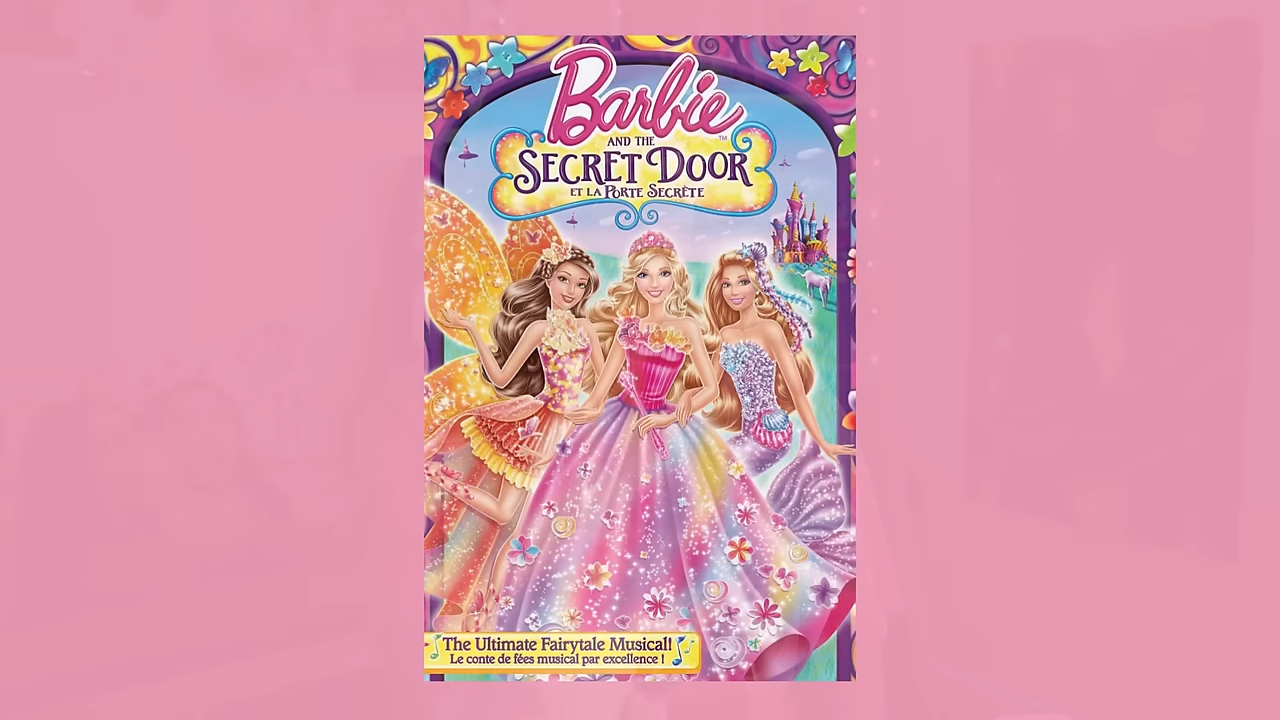 Barbie™
AND THE
SECRET DOOR
ET LA PORTE SECRÈTE
The Ultimate Fairytale Musical!
Le conte de fées musical par excellence !